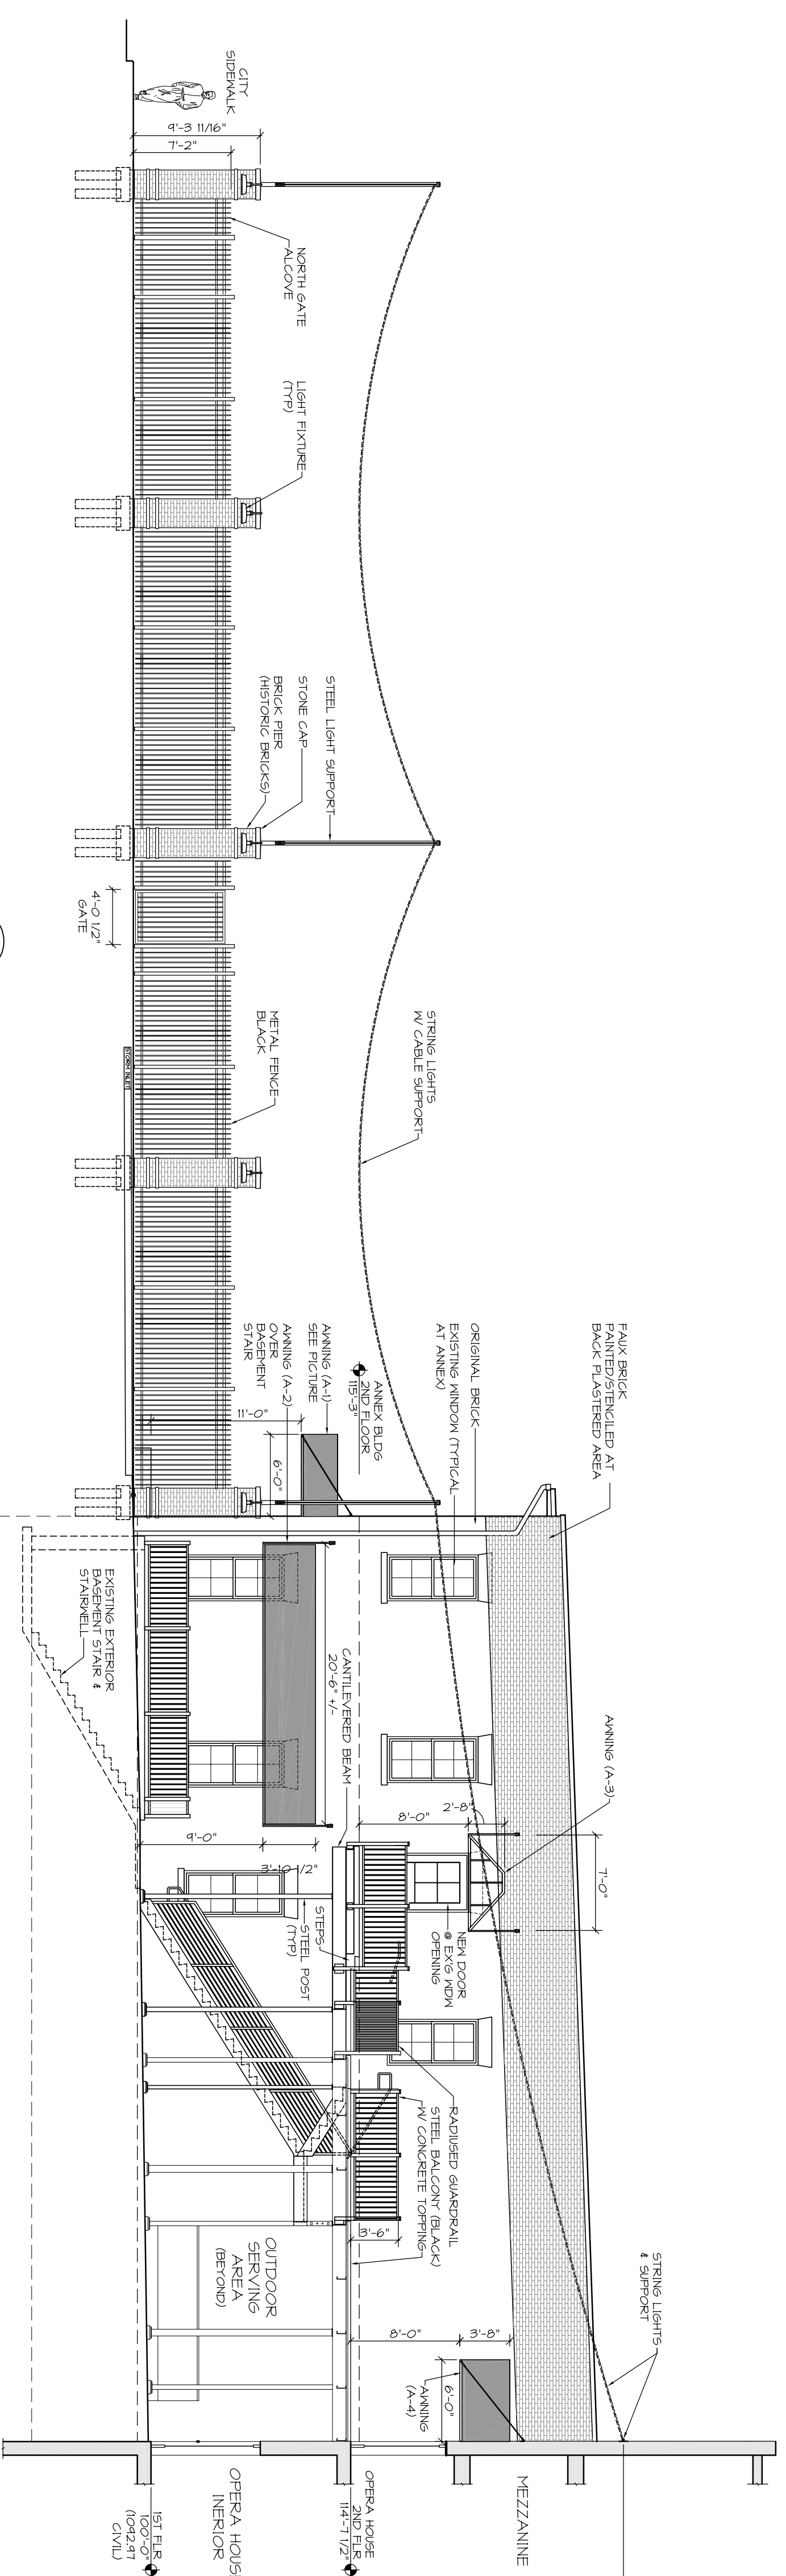 CITY
SIDEWALK
9'-3 11/16"
7'-2"
NORTH GATE
ALCOVE
LIGHT FIXTURE
(TYP)
STEEL LIGHT SUPPORT
STONE CAP
BRICK PIER
(HISTORIC BRICKS)
4'-0 1/2"
GATE
STRING LIGHTS
W/ CABLE SUPPORT
METAL FENCE
BLACK
STORM INLET
FAUX BRICK
PAINTED/STENCILED AT
BACK PLASTERED AREA
ORIGINAL BRICK
EXISTING WINDOW (TYPICAL
AT ANNEX)
ANNEX BLDG
2ND FLOOR
115'-3"
AWNING (A-1)
SEE PICTURE
AWNING (A-2)
OVER
BASEMENT
STAIR
11'-0"
6'-0"
EXISTING EXTERIOR
BASEMENT STAIR &
STAIRWELL
20'-6" +/-
CANTILEVERED BEAM
AWNING (A-3)
7'-0"
2'-8"
8'-0"
9'-0"
3'-10 1/2"
NEW DOOR
@ EX'G WDW
OPENING
STEPS
STEEL POST
(TYP)
RADIUSED GUARDRAIL
STEEL BALCONY (BLACK)
W/ CONCRETE TOPPING
3'-6"
OUTDOOR
SERVING
AREA
(BEYOND)
STRING LIGHTS
& SUPPORT
8'-0"
3'-8"
AWNING
(A-4)
6'-0"
MEZZANINE
OPERA HOUSE
2ND FLR
114'-7 1/2"
OPERA HOUS
INERIOR
1ST FLR
100'-0"
(1092.97
CIVIL)